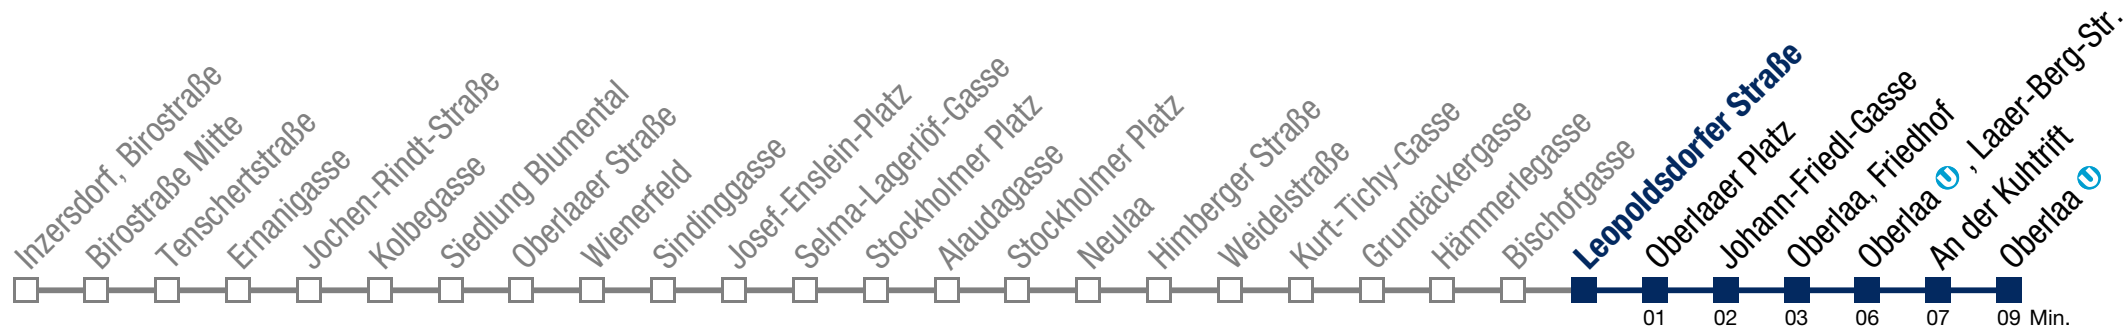 Inzersdorf, Birostraße
Birostraße Mitte
Tenschertstraße
Ernanigasse
Jochen-Rindt-Straße
Kolbegasse
Siedlung Blumental
Oberlaaer Straße
Wienerfeld
Sindinggasse
Josef-Enslein-Platz
Selma-Lagerlöf-Gasse
Stockholmer Platz
Alaudagasse
Stockholmer Platz
Neulaa
Himberger Straße
Weidelstraße
Kurt-Tichy-Gasse
Grundäckergasse
Hämmerlegasse
Bischofgasse
Leopoldsdorfer Straße
Oberlaaer Platz
Johann-Friedl-Gasse
Oberlaa, Friedhof
Oberlaa U , Laaer-Berg-Str.
An der Kuhtrift
Oberlaa U
01 02 03 06 07 09 Min.